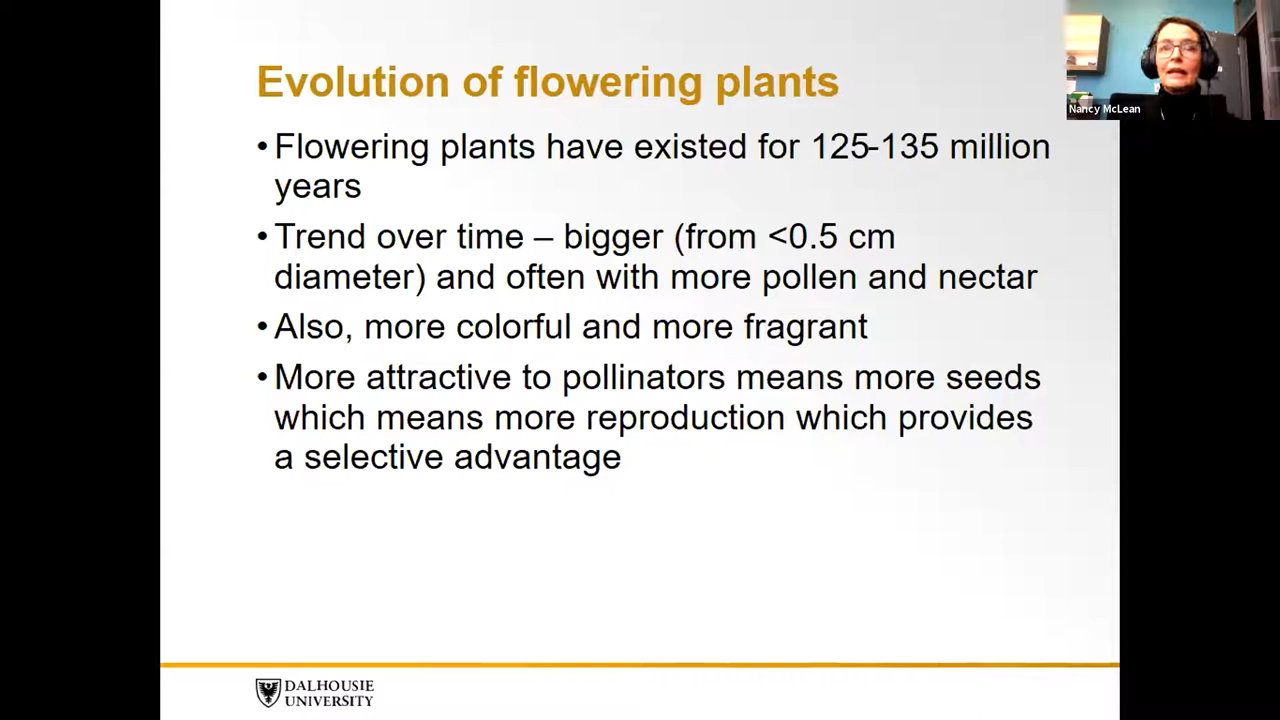 Evolution of flowering plants
• Flowering plants have existed for 125-135 million
years
• Trend over time – bigger (from <0.5 cm
diameter) and often with more pollen and nectar
• Also, more colorful and more fragrant
• More attractive to pollinators means more seeds
which means more reproduction which provides
a selective advantage
Nancy McLean
DALHOUSIE
UNIVERSITY